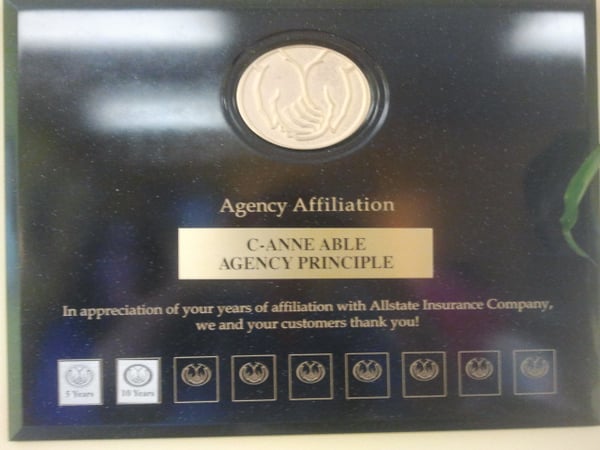 Agency Affiliation
C-ANNE ABLE
AGENCY PRINCIPLE
In appreciation of your years of affiliation with Allstate Insurance Company,
we and your customers thank you!
5 Years 10 Years